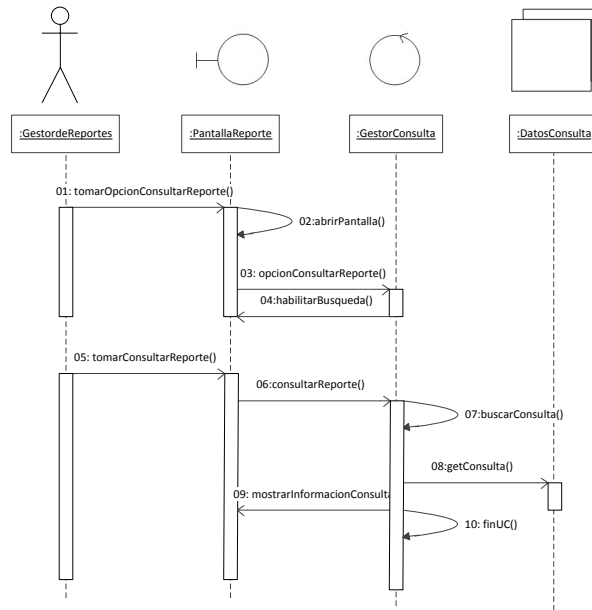 :GestordeReportes
:PantallaReporte
:GestorConsulta
:DatosConsulta
01: tomarOpcionConsultarReporte()
02:abrirPantalla()
03: opcionConsultarReporte()
04:habilitarBusqueda()
05: tomarConsultarReporte()
06:consultarReporte()
07:buscarConsulta()
08:getConsulta()
09: mostrarInformacionConsulta
10: finUC()